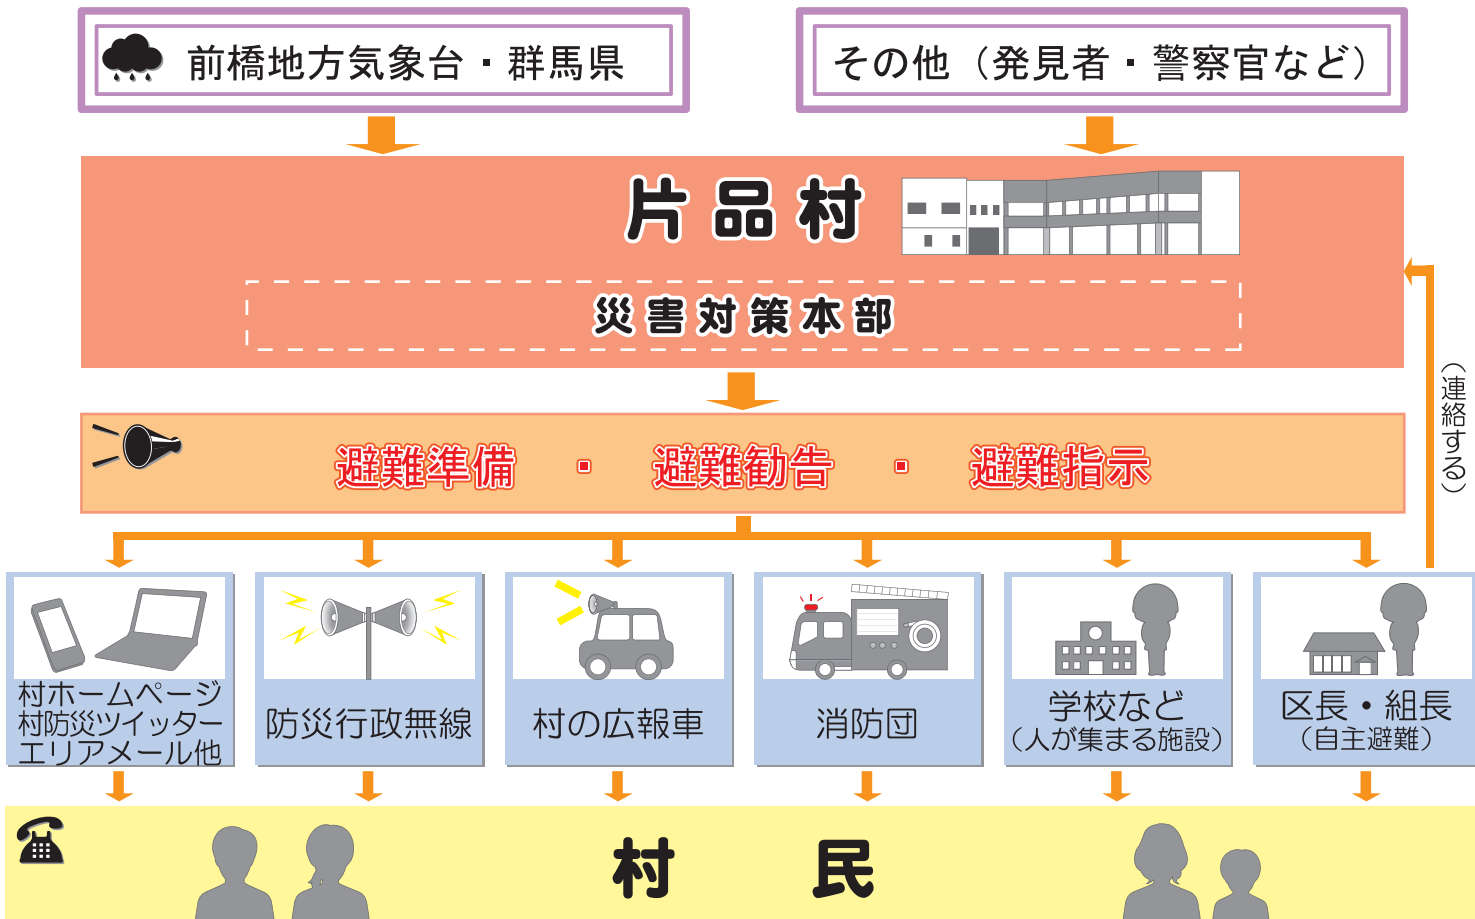 前橋地方気象台・群馬県
その他（発見者・警察官など）
片品村
災害対策本部
（連絡する）
避難準備　・　避難勧告　・　避難指示
村ホームページ
村防災ツイッター
エリアメール他
防災行政無線
村の広報車
消防団
学校など
（人が集まる施設）
区長・組長
（自主避難）
村　民